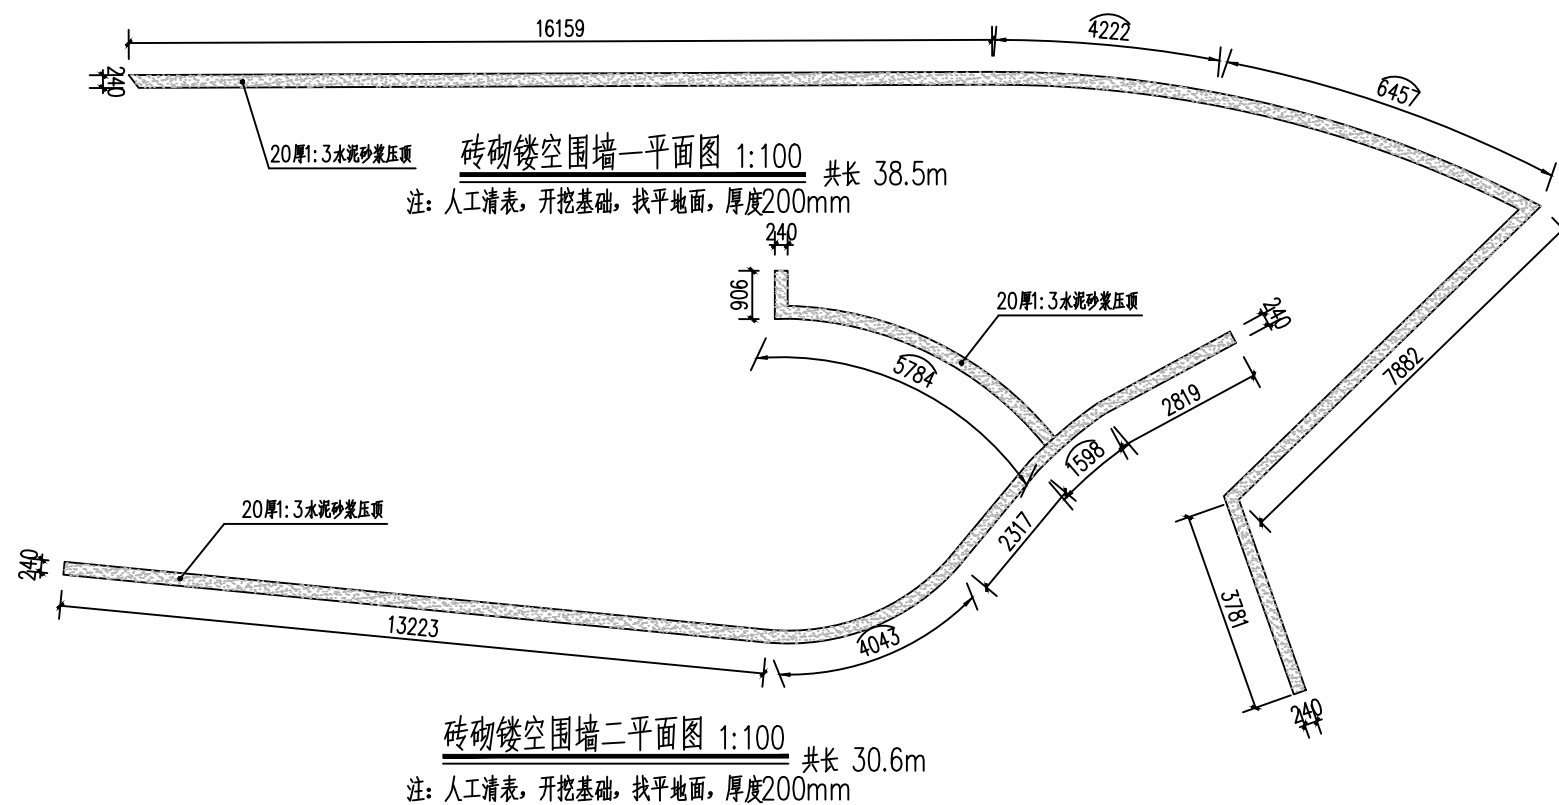 16159
4222
6457
240
20厚1:3水泥砂浆压顶
砖砌镂空围墙一平面图 1:100 共长 38.5m
注：人工清表，开挖基础，找平地面，厚度200mm
240
906
20厚1:3水泥砂浆压顶
240
5784
7882
2819
1598
20厚1:3水泥砂浆压顶
2317
240
3781
13223
4043
240
砖砌镂空围墙二平面图 1:100 共长 30.6m
注：人工清表，开挖基础，找平地面，厚度200mm